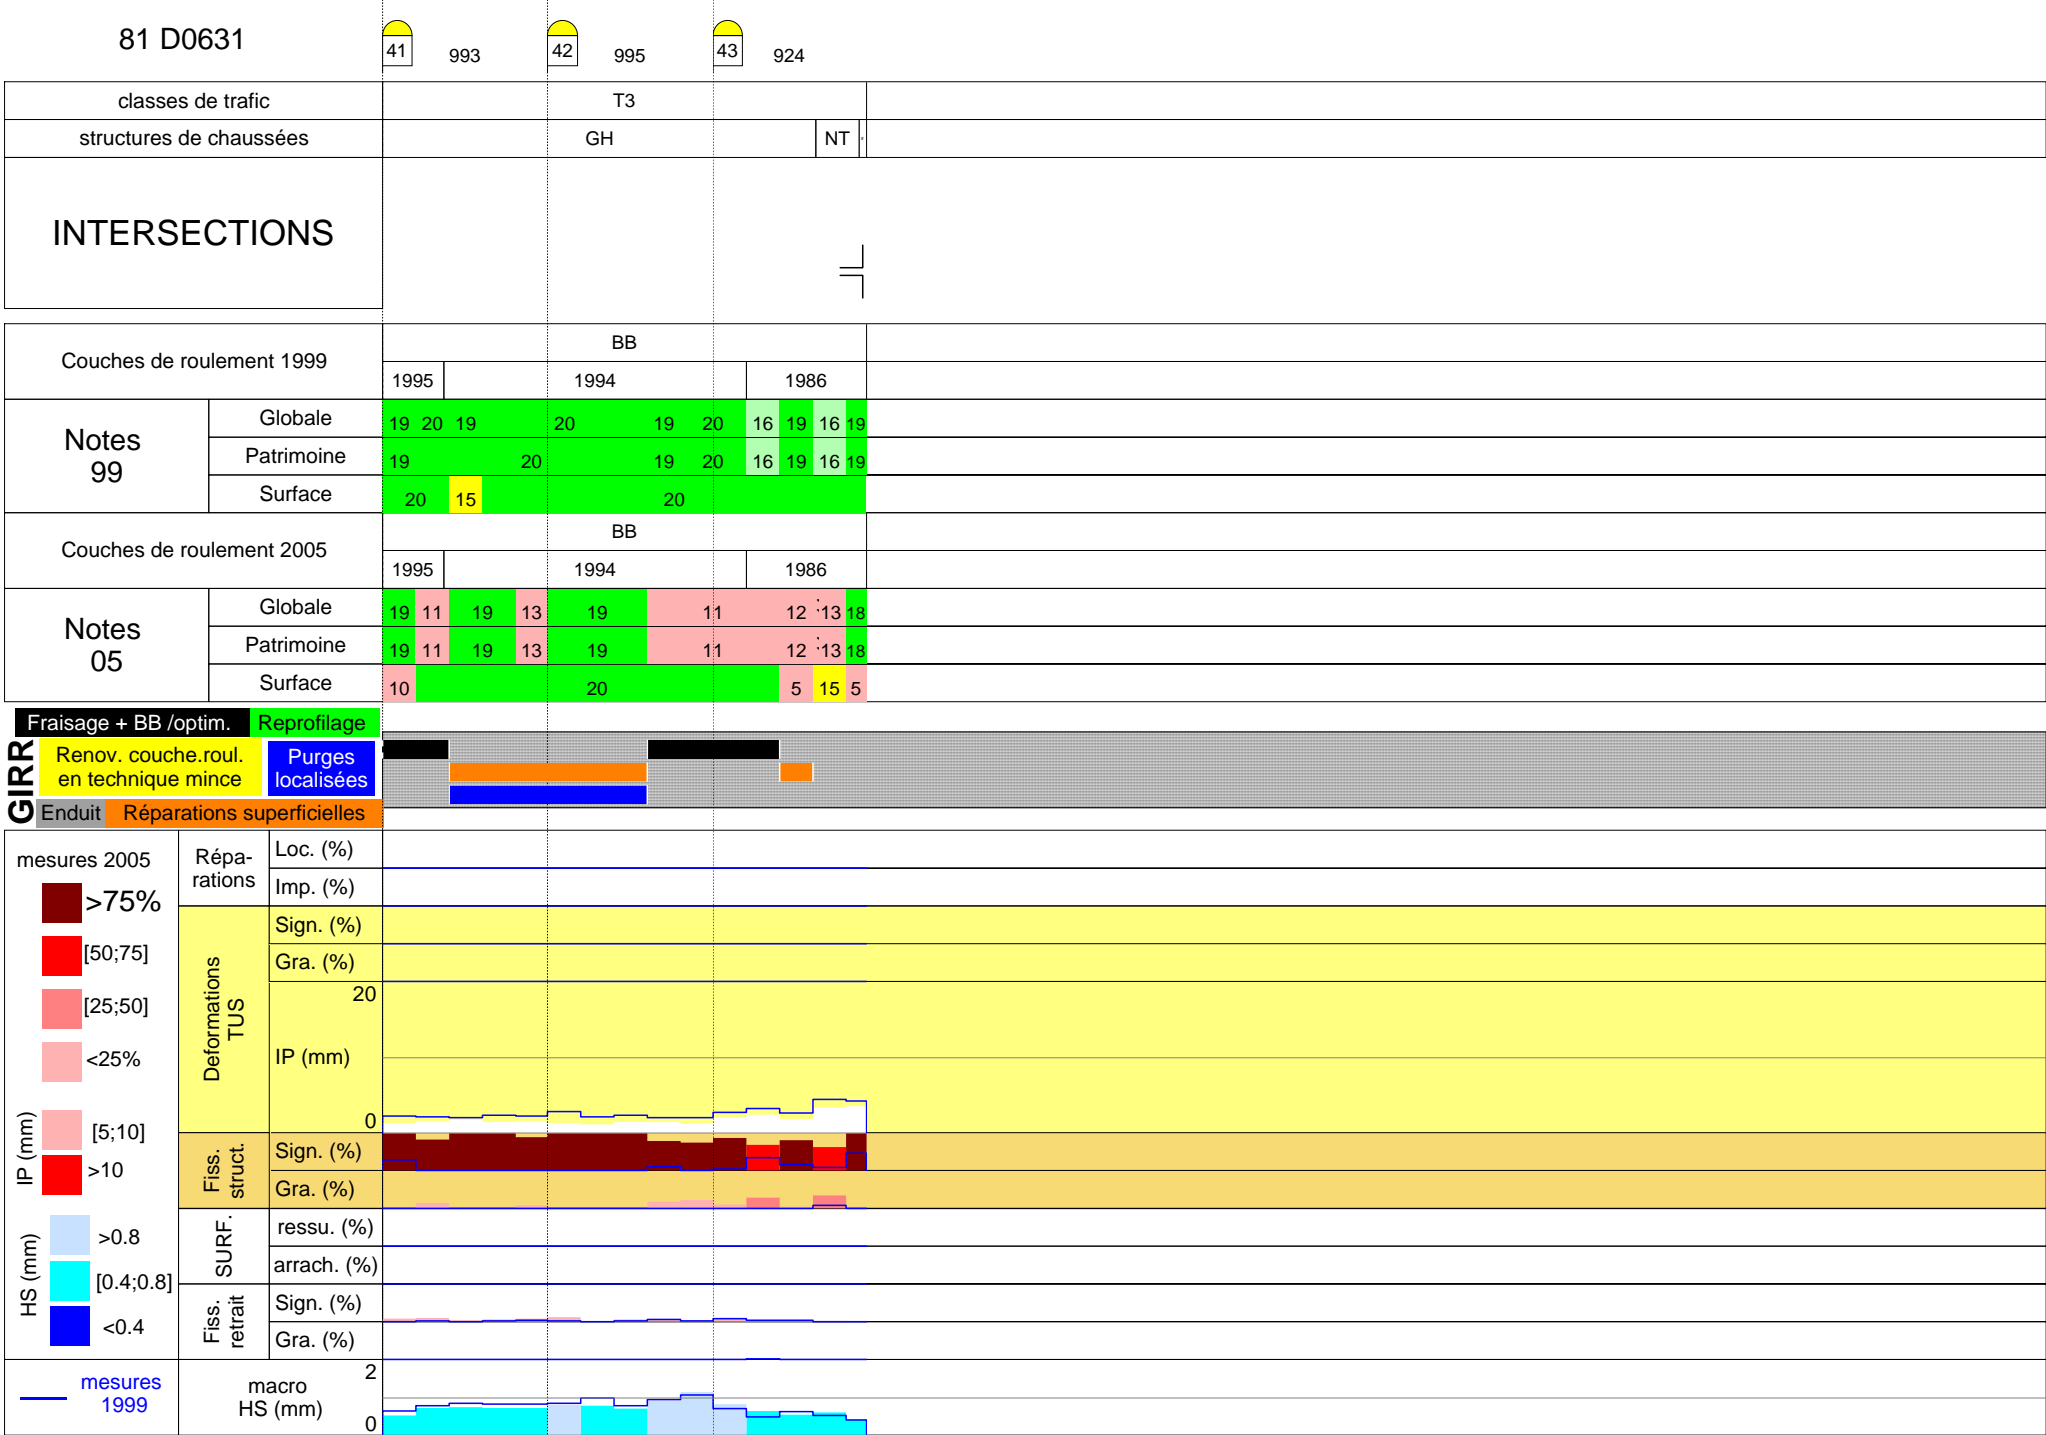 81 D0631
41 993 42 995 43 924
classes de trafic T3
structures de chaussées GH NT
INTERSECTIONS
Couches de roulement 1999 BB
1995 1994 1986
Notes 99
Globale 19 20 19 20 19 20 16 19 16 19
Patrimoine 19 20 19 20 16 19 16 19
Surface 20 15 20
Couches de roulement 2005 BB
1995 1994 1986
Notes 05
Globale 19 11 19 13 19 11 12 13 18
Patrimoine 19 11 19 13 19 11 12 13 18
Surface 10 20 5 15 5
GIRR
Fraisage + BB /optim. Reprofilage
Renov. couche.roul.
en technique mince
Purges
localisées
Enduit Réparations superficielles
mesures 2005
>75%
[50;75]
[25;50]
<25%
IP (mm)
[5;10]
>10
HS (mm)
>0.8
[0.4;0.8]
<0.4
mesures
1999
Répa-
rations
Loc. (%)
Imp. (%)
Deformations
TUS
Sign. (%)
Gra. (%)
20
IP (mm)
0
Fiss.
struct.
Sign. (%)
Gra. (%)
SURF.
ressu. (%)
arrach. (%)
Fiss.
retrait
Sign. (%)
Gra. (%)
macro
HS (mm)
2
0